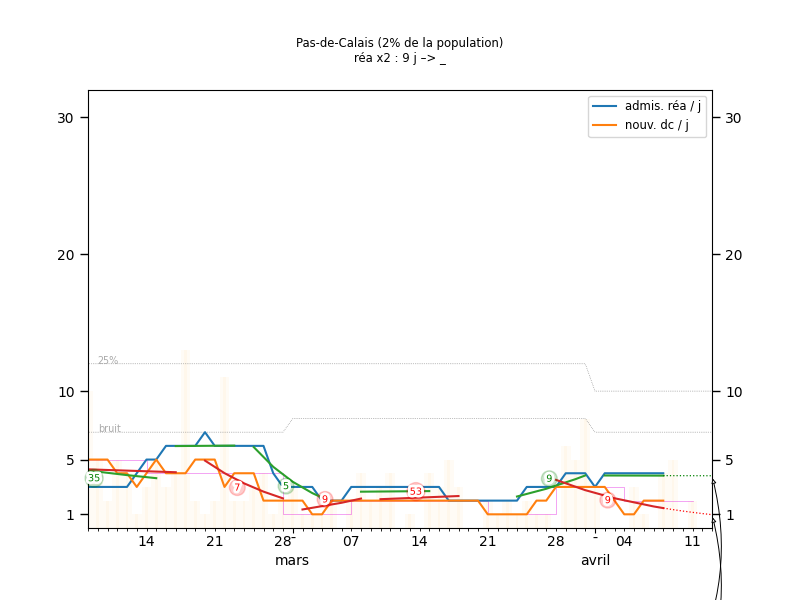 Pas-de-Calais (2% de la population)
réa x2 : 9 j −> _
admis. réa / j
nouv. dc / j
30 30
20 20
25%
10 10
bruit
5 5
35 7 5 9 53 9 9
1 1
14 21 28 07 14 21 28 04 11
mars avril